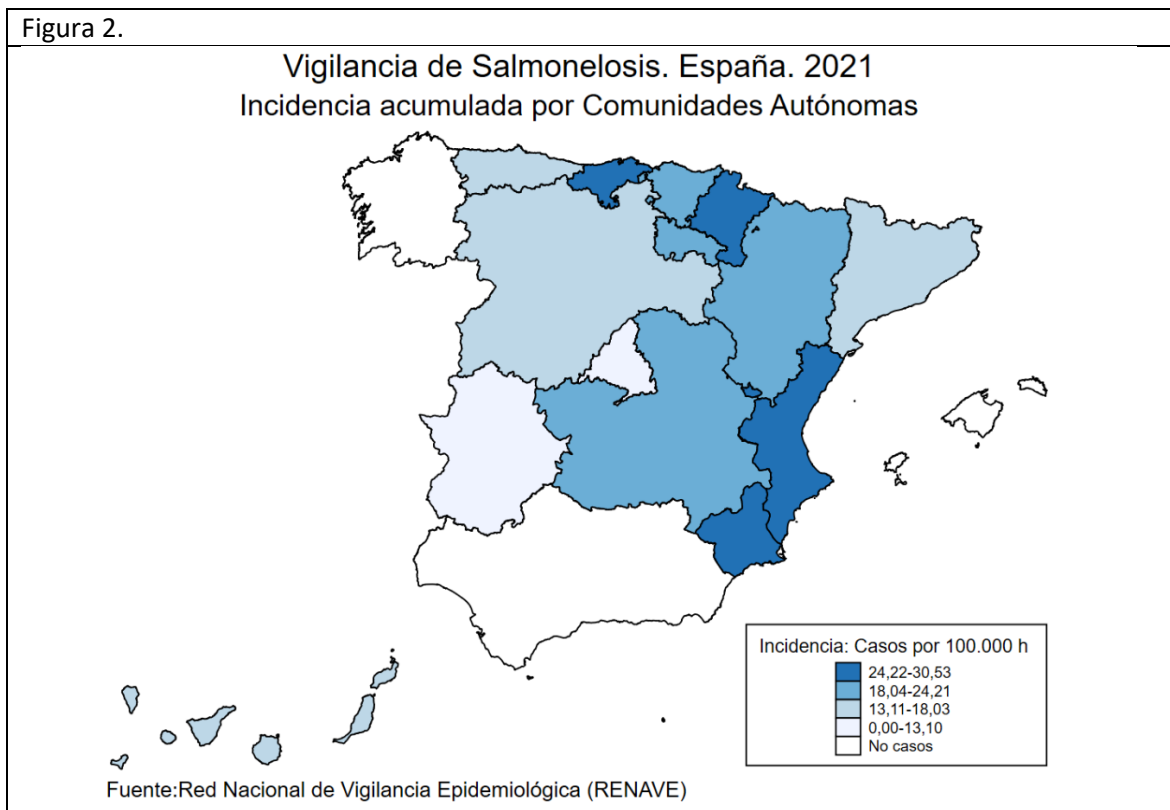 Figura 2.
Vigilancia de Salmonelosis. España. 2021
Incidencia acumulada por Comunidades Autónomas
Incidencia: Casos por 100.000 h
24,22-30,53
18,04-24,21
13,11-18,03
0,00-13,10
No casos
Fuente:Red Nacional de Vigilancia Epidemiológica (RENAVE)